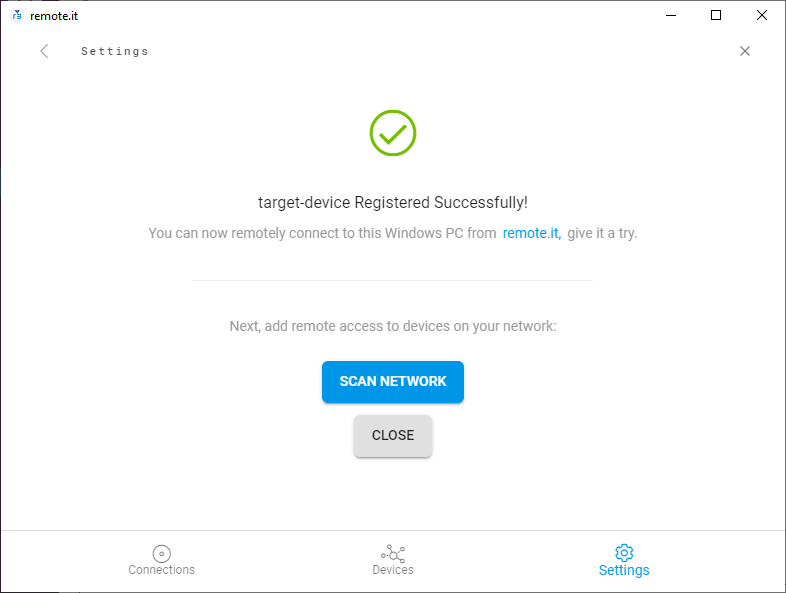 remote.it
Settings
target-device Registered Successfully!
You can now remotely connect to this Windows PC from remote.it, give it a try.
Next, add remote access to devices on your network:
SCAN NETWORK
CLOSE
Connections
Devices
Settings